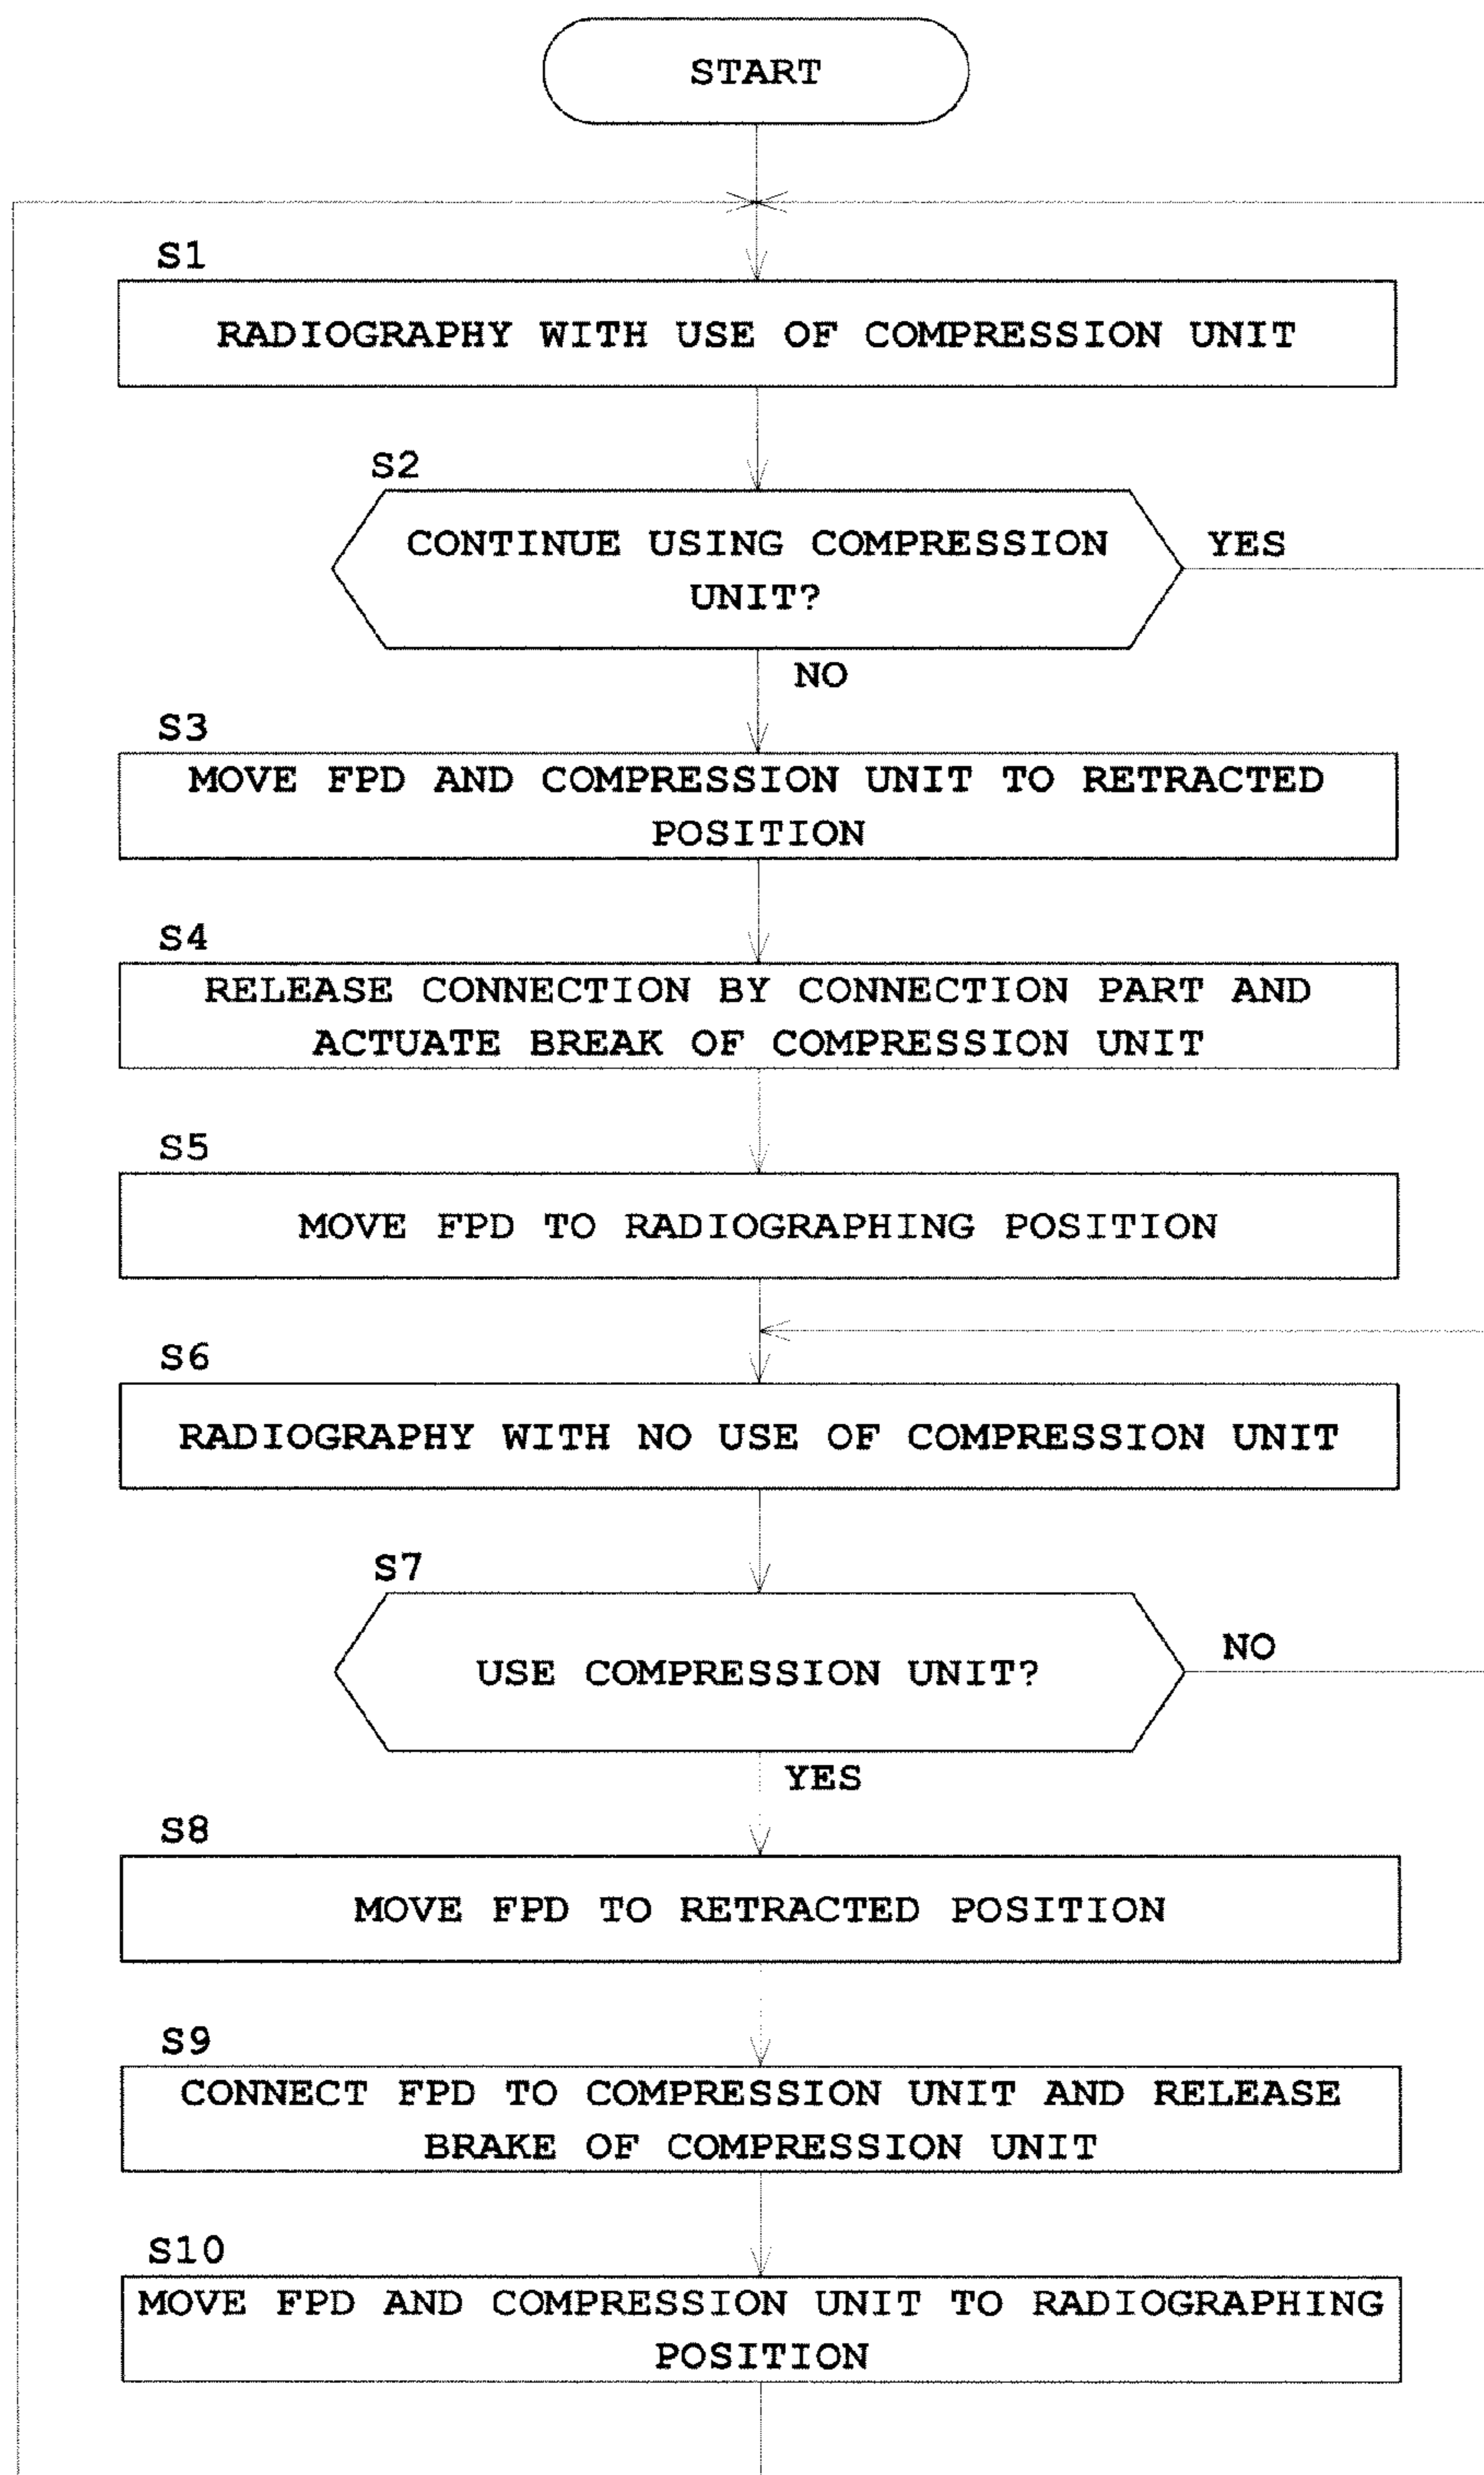 START
S1
RADIOGRAPHY WITH USE OF COMPRESSION UNIT
S2
CONTINUE USING COMPRESSION
UNIT?
YES
NO
S3
MOVE FPD AND COMPRESSION UNIT TO RETRACTED
POSITION
S4
RELEASE CONNECTION BY CONNECTION PART AND
ACTUATE BREAK OF COMPRESSION UNIT
S5
MOVE FPD TO RADIOGRAPHING POSITION
S6
RADIOGRAPHY WITH NO USE OF COMPRESSION UNIT
S7
USE COMPRESSION UNIT?
NO
YES
S8
MOVE FPD TO RETRACTED POSITION
S9
CONNECT FPD TO COMPRESSION UNIT AND RELEASE
BRAKE OF COMPRESSION UNIT
S10
MOVE FPD AND COMPRESSION UNIT TO RADIOGRAPHING
POSITION